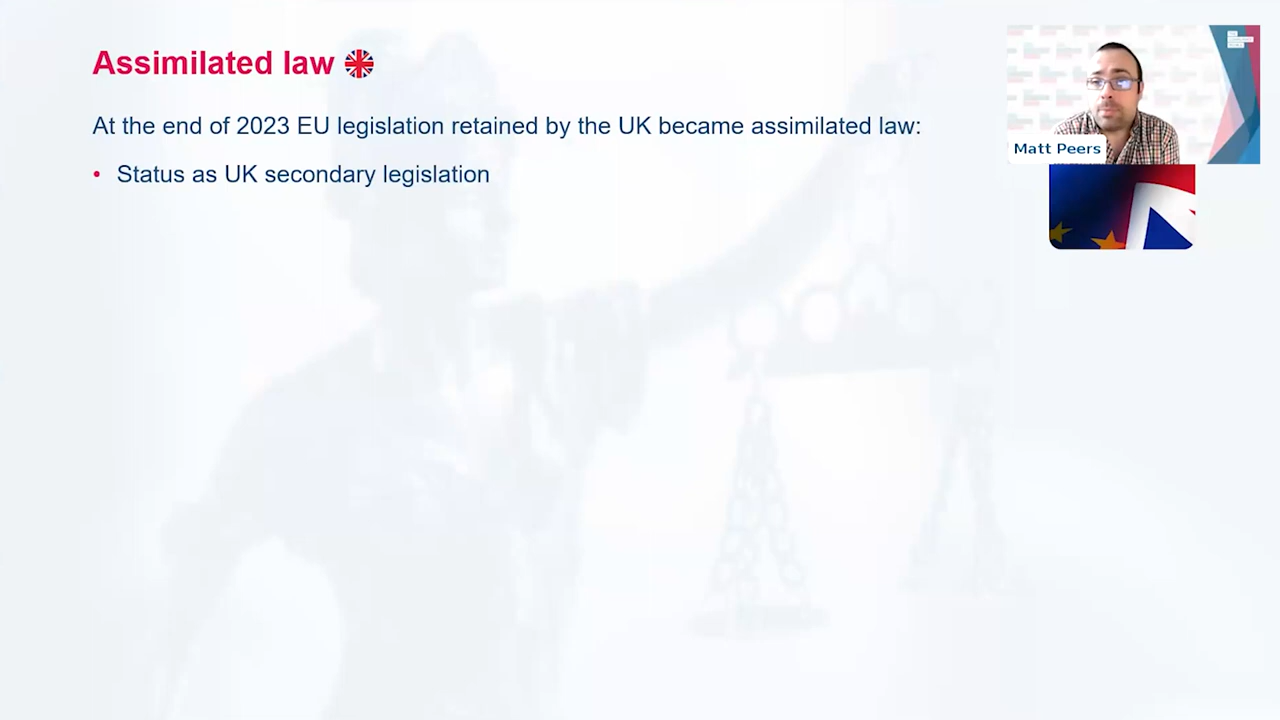 Assimilated law
At the end of 2023 EU legislation retained by the UK became assimilated law:
• Status as UK secondary legislation
Matt Peers